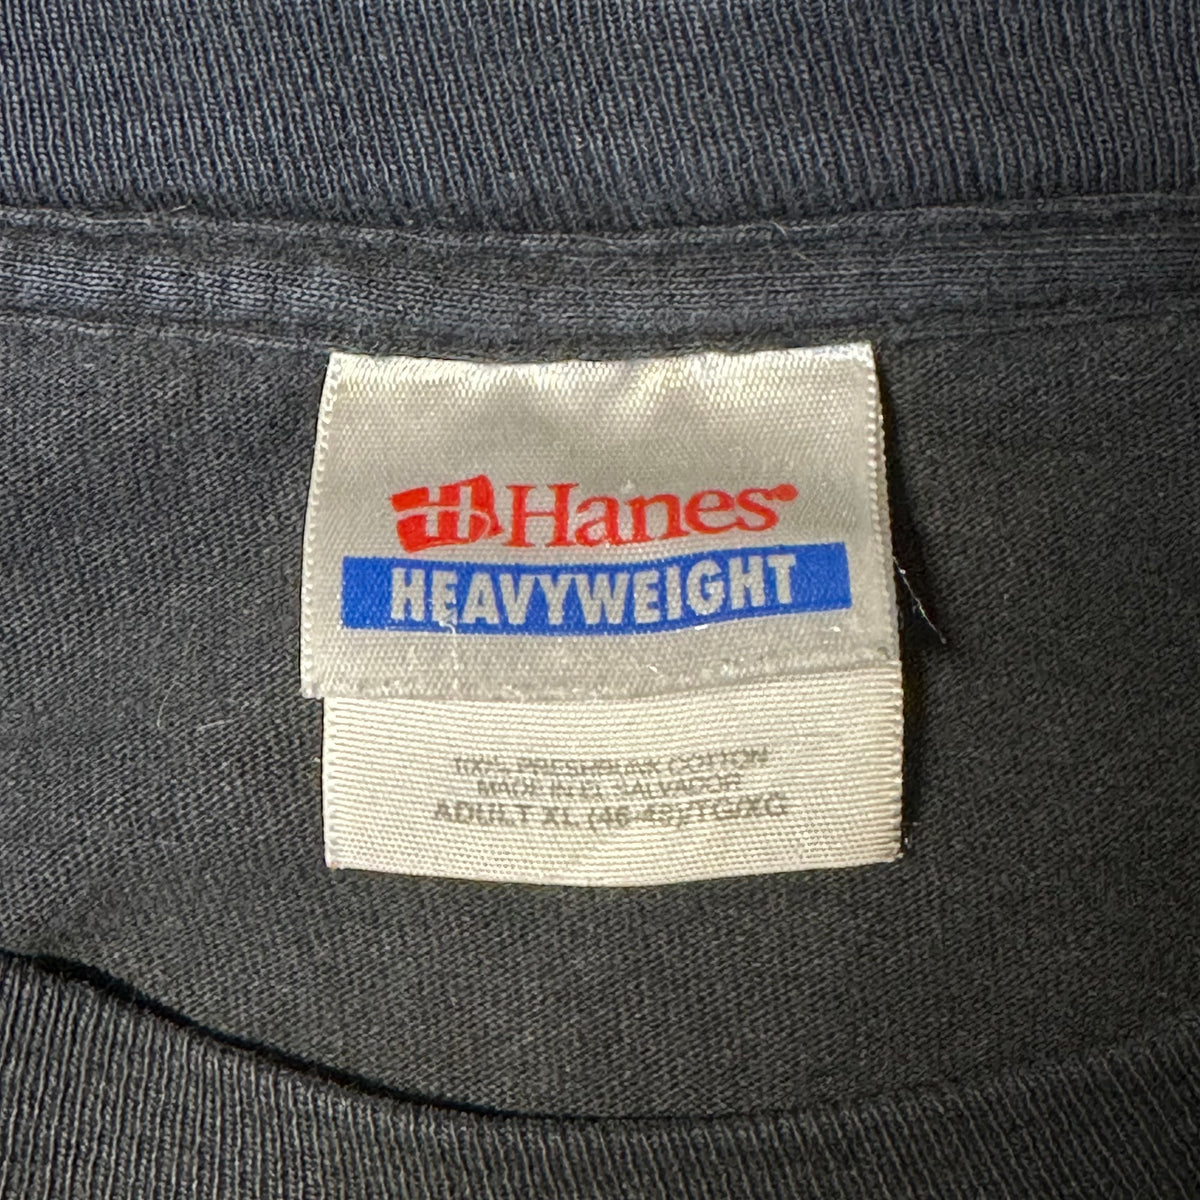 Hanes
HEAVYWEIGHT
100% PRESHRUNK COTTON
MADE IN EL SALVADOR
ADULT XL (46-48)/TG/XG